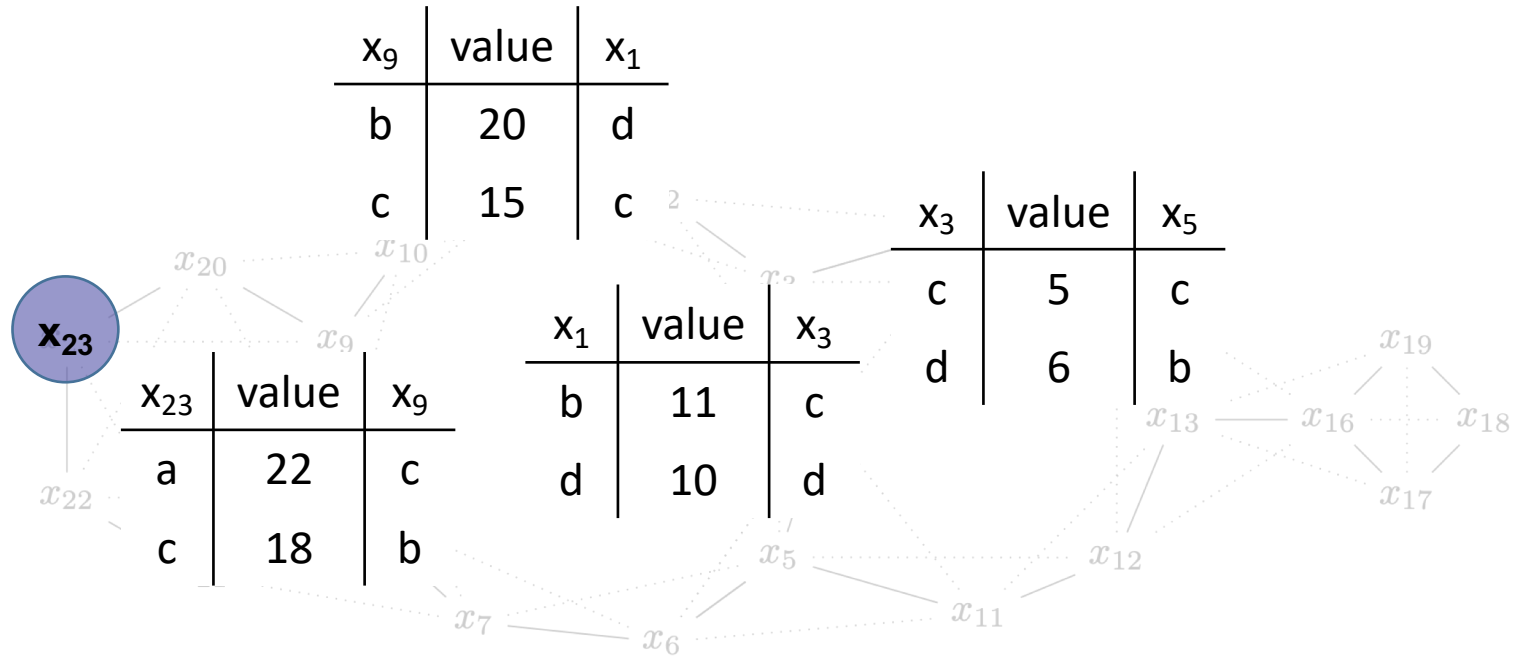 x₉ value x₁
b 20 d
c 15 c
2
x₃ value x₅
c 5 c
d 6 b
x₂₀
x₁₀
x₂₃
x₉
x₁ value x₃
b 11 c
d 10 d
x₁₉
x₂₃ value x₉
a 22 c
c 18 b
x₁₃
x₁₆
x₁₈
x₂₂
x₁₇
x₅
x₁₂
x₇
x₆
x₁₁